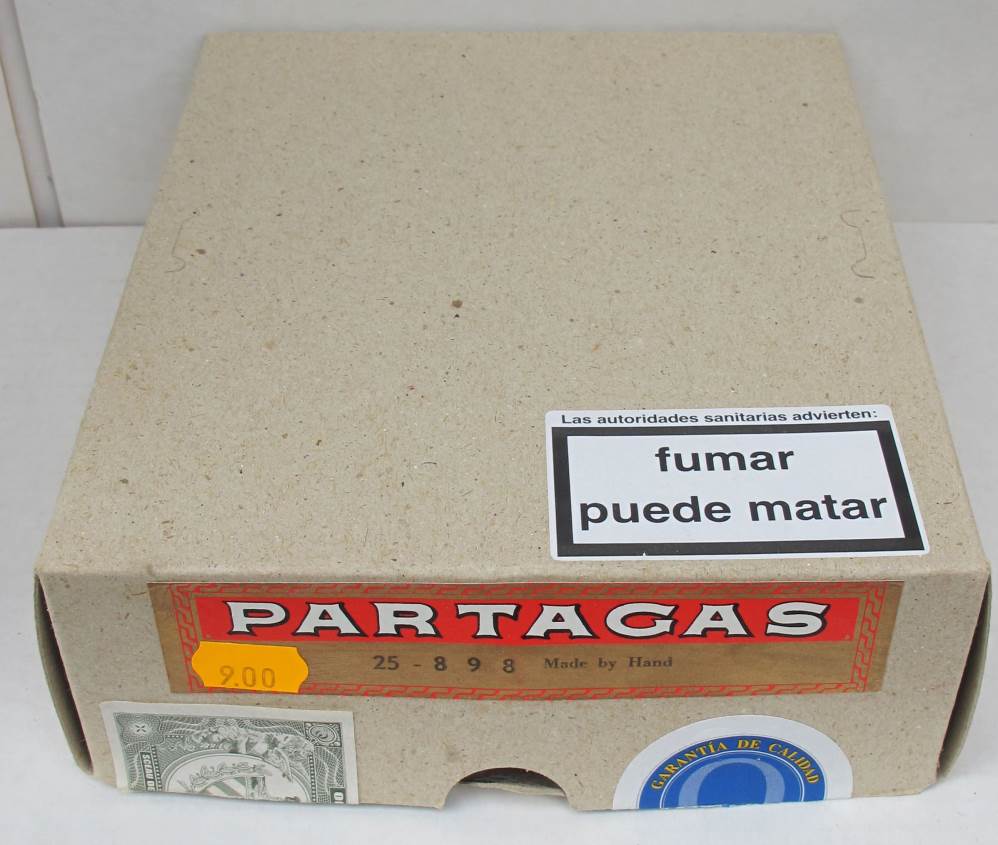 Las autoridades sanitarias advierten:
fumar
puede matar
PARTAGAS
25 - 8 9 8 Made by Hand
9.00
GARANTÍA DE CALIDAD